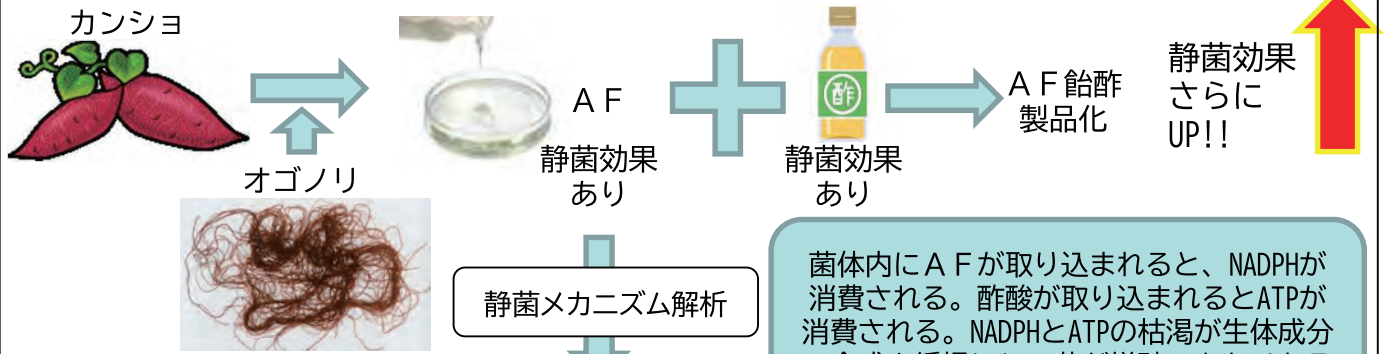 カンショ
オゴノリ
ＡＦ
静菌効果
あり
酢
静菌効果
あり
ＡＦ飴酢
製品化
静菌効果
さらに
UP!!
静菌メカニズム解析
菌体内にＡＦが取り込まれると、NADPHが
消費される。酢酸が取り込まれるとATPが
消費される。NADPHとATPの枯渇が生体成分